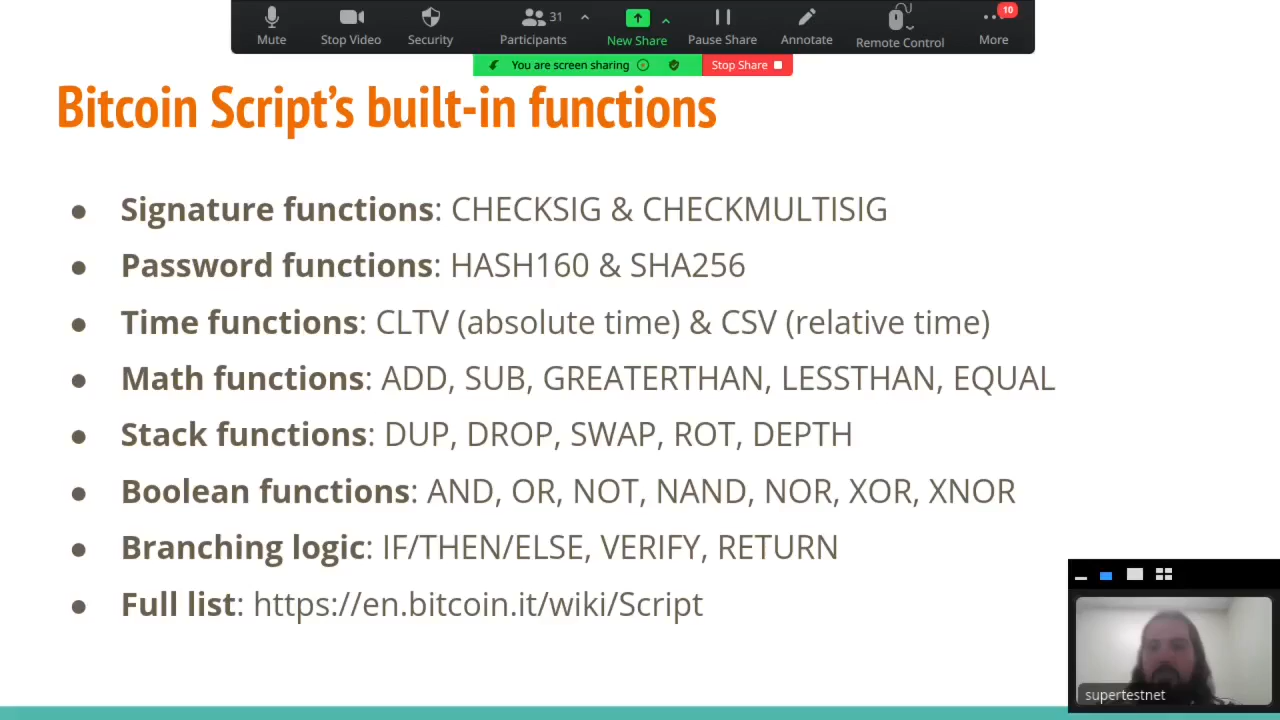 Mute
Stop Video
Security
Participants
31
New Share
Pause Share
Annotate
Remote Control
More
10
You are screen sharing
Stop Share
Bitcoin Script’s built-in functions
● Signature functions: CHECKSIG & CHECKMULTISIG
● Password functions: HASH160 & SHA256
● Time functions: CLTV (absolute time) & CSV (relative time)
● Math functions: ADD, SUB, GREATERTHAN, LESSTHAN, EQUAL
● Stack functions: DUP, DROP, SWAP, ROT, DEPTH
● Boolean functions: AND, OR, NOT, NAND, NOR, XOR, XNOR
● Branching logic: IF/THEN/ELSE, VERIFY, RETURN
● Full list: https://en.bitcoin.it/wiki/Script
supertestnet